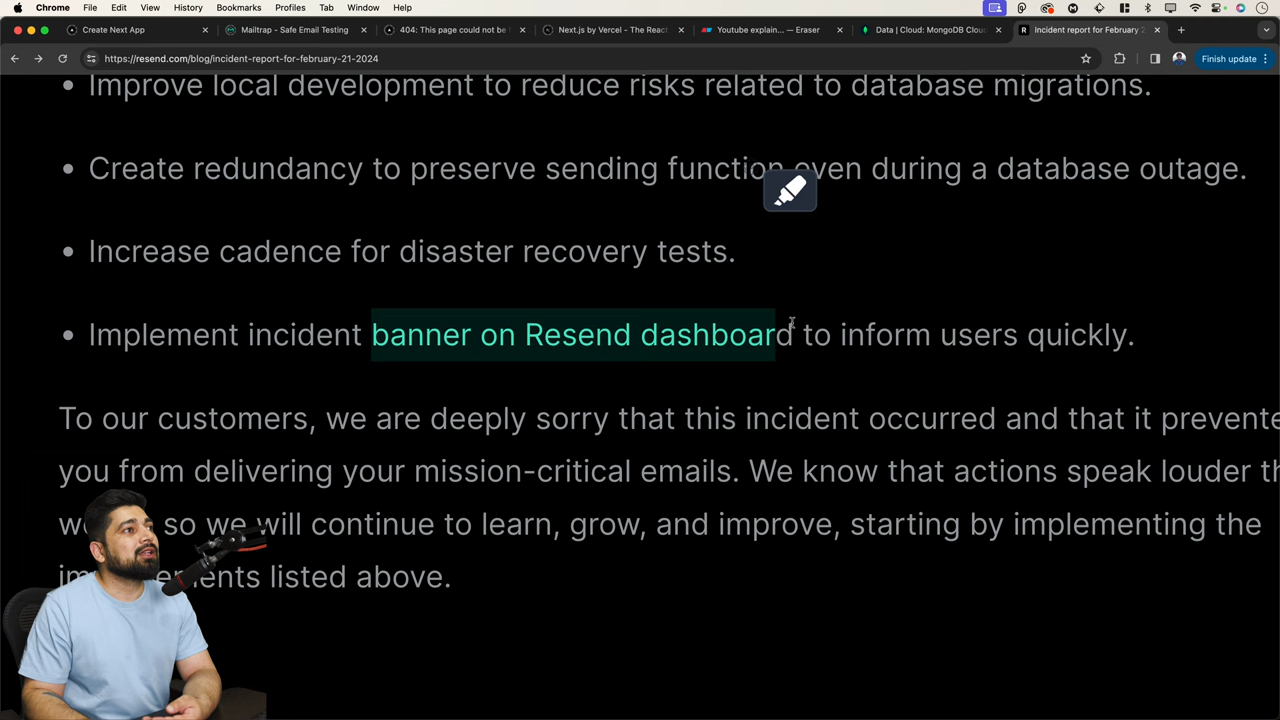 Chrome File Edit View History Bookmarks Profiles Tab Window Help
Create Next App
Mailtrap - Safe Email Testing
404: This page could not be
Next.js by Vercel - The React
Youtube explain... — Eraser
Data | Cloud: MongoDB Cloud
Incident report for February 2
https://resend.com/blog/incident-report-for-february-21-2024
Finish update
• Improve local development to reduce risks related to database migrations.
• Create redundancy to preserve sending function even during a database outage.
• Increase cadence for disaster recovery tests.
• Implement incident banner on Resend dashboard to inform users quickly.
To our customers, we are deeply sorry that this incident occurred and that it prevente
you from delivering your mission-critical emails. We know that actions speak louder th
so we will continue to learn, grow, and improve, starting by implementing the
listed above.